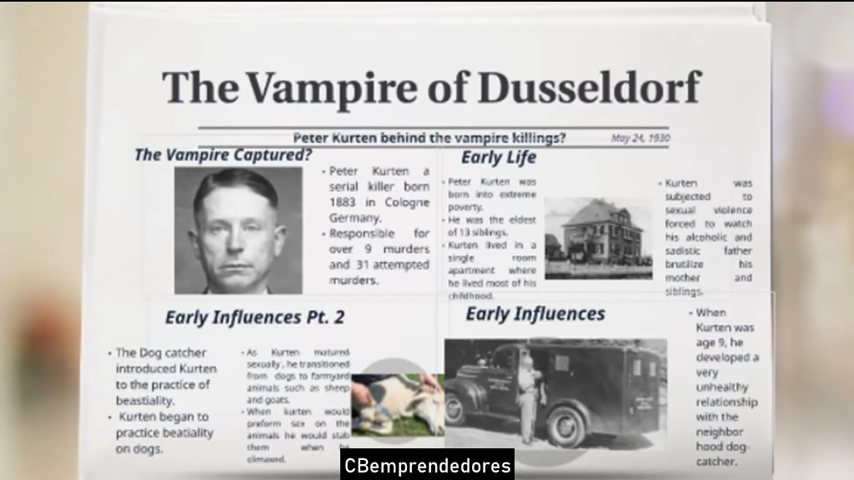 The Vampire of Dusseldorf
Peter Kurten behind the vampire killings?
May 24, 1930
The Vampire Captured?
• Peter Kurten a
serial killer born
1883 in Cologne
Germany.
• Responsible for
over 9 murders
and 31 attempted
murders.
Early Life
• Peter Kurten was
born into extreme
poverty.
• He was the eldest
of 13 siblings.
• Kurten lived in a
single room
apartment where
he lived most of his
childhood.
• Kurten was
subjected to
sexual violence
forced to watch
his alcoholic and
sadistic father
brutilize his
mother and
siblings.
Early Influences Pt. 2
• The Dog catcher
introduced Kurten
to the practice of
beastiality.
• Kurten began to
practice beatiality
on dogs.
• As Kurten matured
sexually, he transitioned
from dogs to farmyard
animals such as sheep
and goats.
• When kurten would
preform sex on the
animals he would stab
them when he
climaxed.
Early Influences
• When
Kurten was
age 9, he
developed a
very
unhealthy
relationship
with the
neighbor
hood dog-
catcher.
CBemprendedores